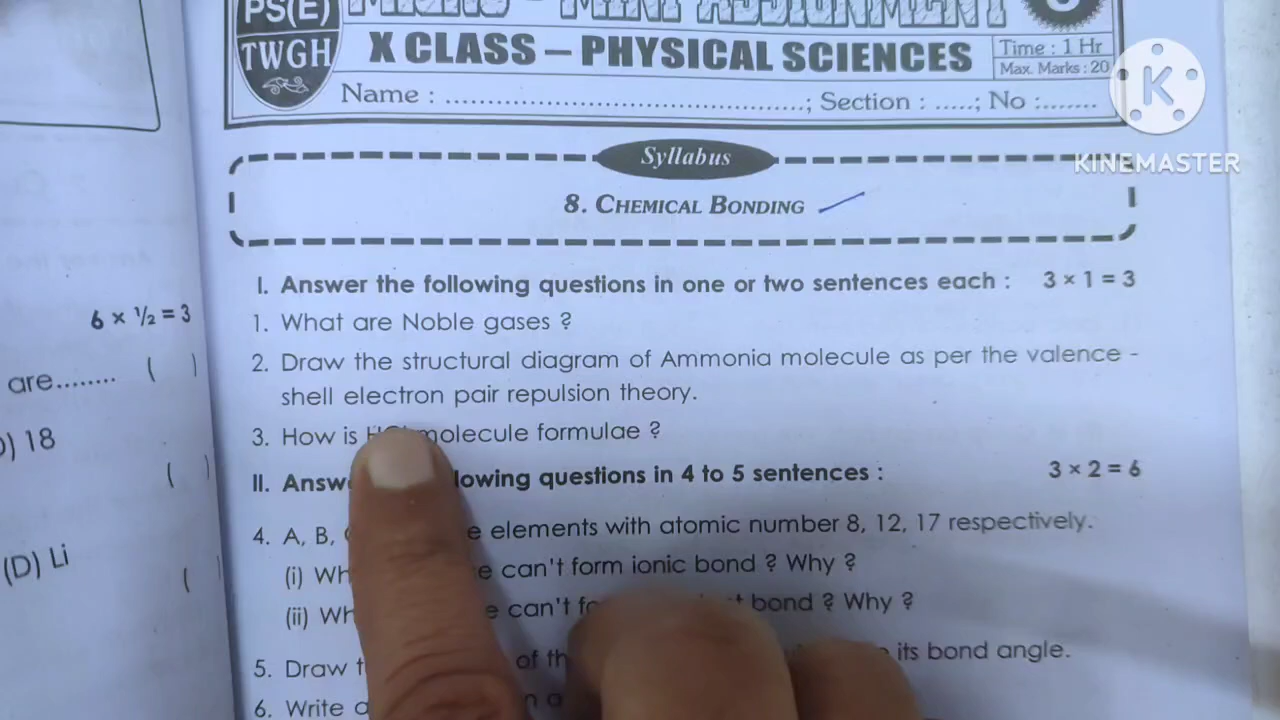 PS(E)
TWGH
MICRO - MINI ASSIGNMENT
X CLASS – PHYSICAL SCIENCES
Time : 1 Hr
Max. Marks : 20
Name : ..........................................; Section : .....; No :........
K
KINEMASTER
Syllabus
8. CHEMICAL BONDING
I. Answer the following questions in one or two sentences each : 3 × 1 = 3
1. What are Noble gases ?
2. Draw the structural diagram of Ammonia molecule as per the valence -
shell electron pair repulsion theory.
3. How is molecule formulae ?
II. questions in 4 to 5 sentences : 3 × 2 = 6
4. A, B, elements with atomic number 8, 12, 17 respectively.
(i) can't form ionic bond ? Why ?
(ii) can't bond ? Why ?
5. Draw of its bond angle.
6. Write
6 × ½ = 3
are........ ( )
18
( )
(D) Li
( )